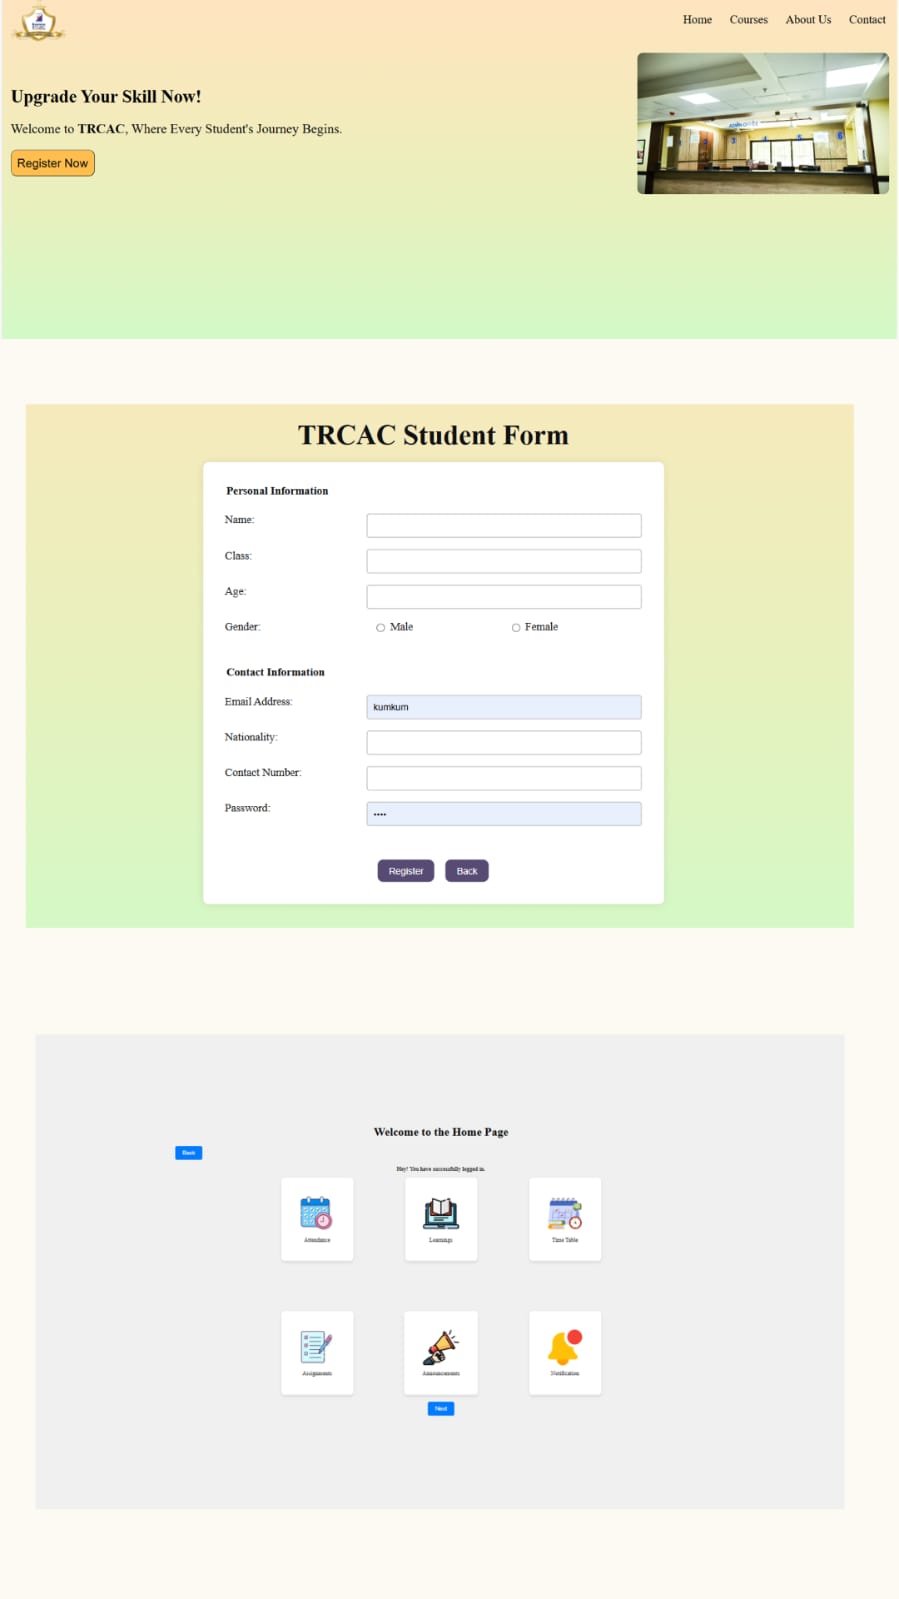 Home Courses About Us Contact
Upgrade Your Skill Now!
Welcome to TRCAC, Where Every Student's Journey Begins.
Register Now
TRCAC Student Form
Personal Information
Name:
Class:
Age:
Gender: Male Female
Contact Information
Email Address: kumkum
Nationality:
Contact Number:
Password: ••••
Register Back
Welcome to the Home Page
Back
Hey! You have successfully logged in.
Attendance Learnings Time Table
Assignments Announcements Notification
Next